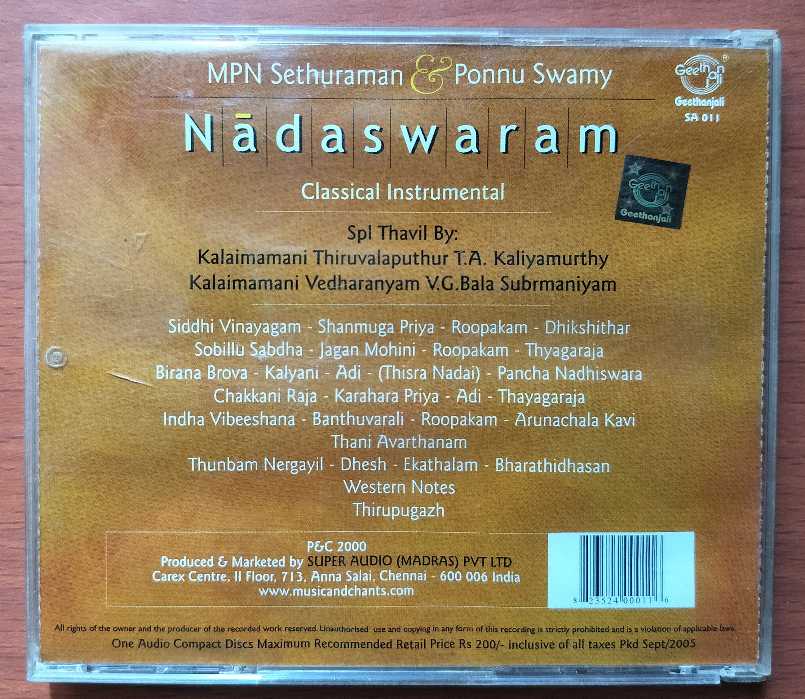 MPN Sethuraman & Ponnu Swamy
Geethanjali
Geethanjali
SA 011
Nādaswaram
Classical Instrumental
Geethanjali
Geethanjali
Spl Thavil By:
Kalaimamani Thiruvalaputhur T.A. Kaliyamurthy
Kalaimamani Vedharanyam V.G.Bala Subrmaniyam
Siddhi Vinayagam - Shanmuga Priya - Roopakam - Dhikshithar
Sobillu Sabdha - Jagan Mohini - Roopakam - Thyagaraja
Birana Brova - Kalyani - Adi - (Thisra Nadai) - Pancha Nadhiswara
Chakkani Raja - Karahara Priya - Adi - Thayagaraja
Indha Vibeeshana - Banthuvarali - Roopakam - Arunachala Kavi
Thani Avarthanam
Thunbam Nergayil - Dhesh - Ekathalam - Bharathidhasan
Western Notes
Thirupugazh
P&C 2000
Produced & Marketed by SUPER AUDIO (MADRAS) PVT LTD
Carex Centre, II Floor, 713, Anna Salai, Chennai - 600 006 India
www.musicandchants.com
8 23524 00011 6
All rights of the owner and the producer of the recorded work reserved. Unauthorised use and copying in any form of this recording is strictly prohibited and is a violation of applicable laws.
One Audio Compact Discs Maximum Recommended Retail Price Rs 200/- inclusive of all taxes Pkd Sept/2005